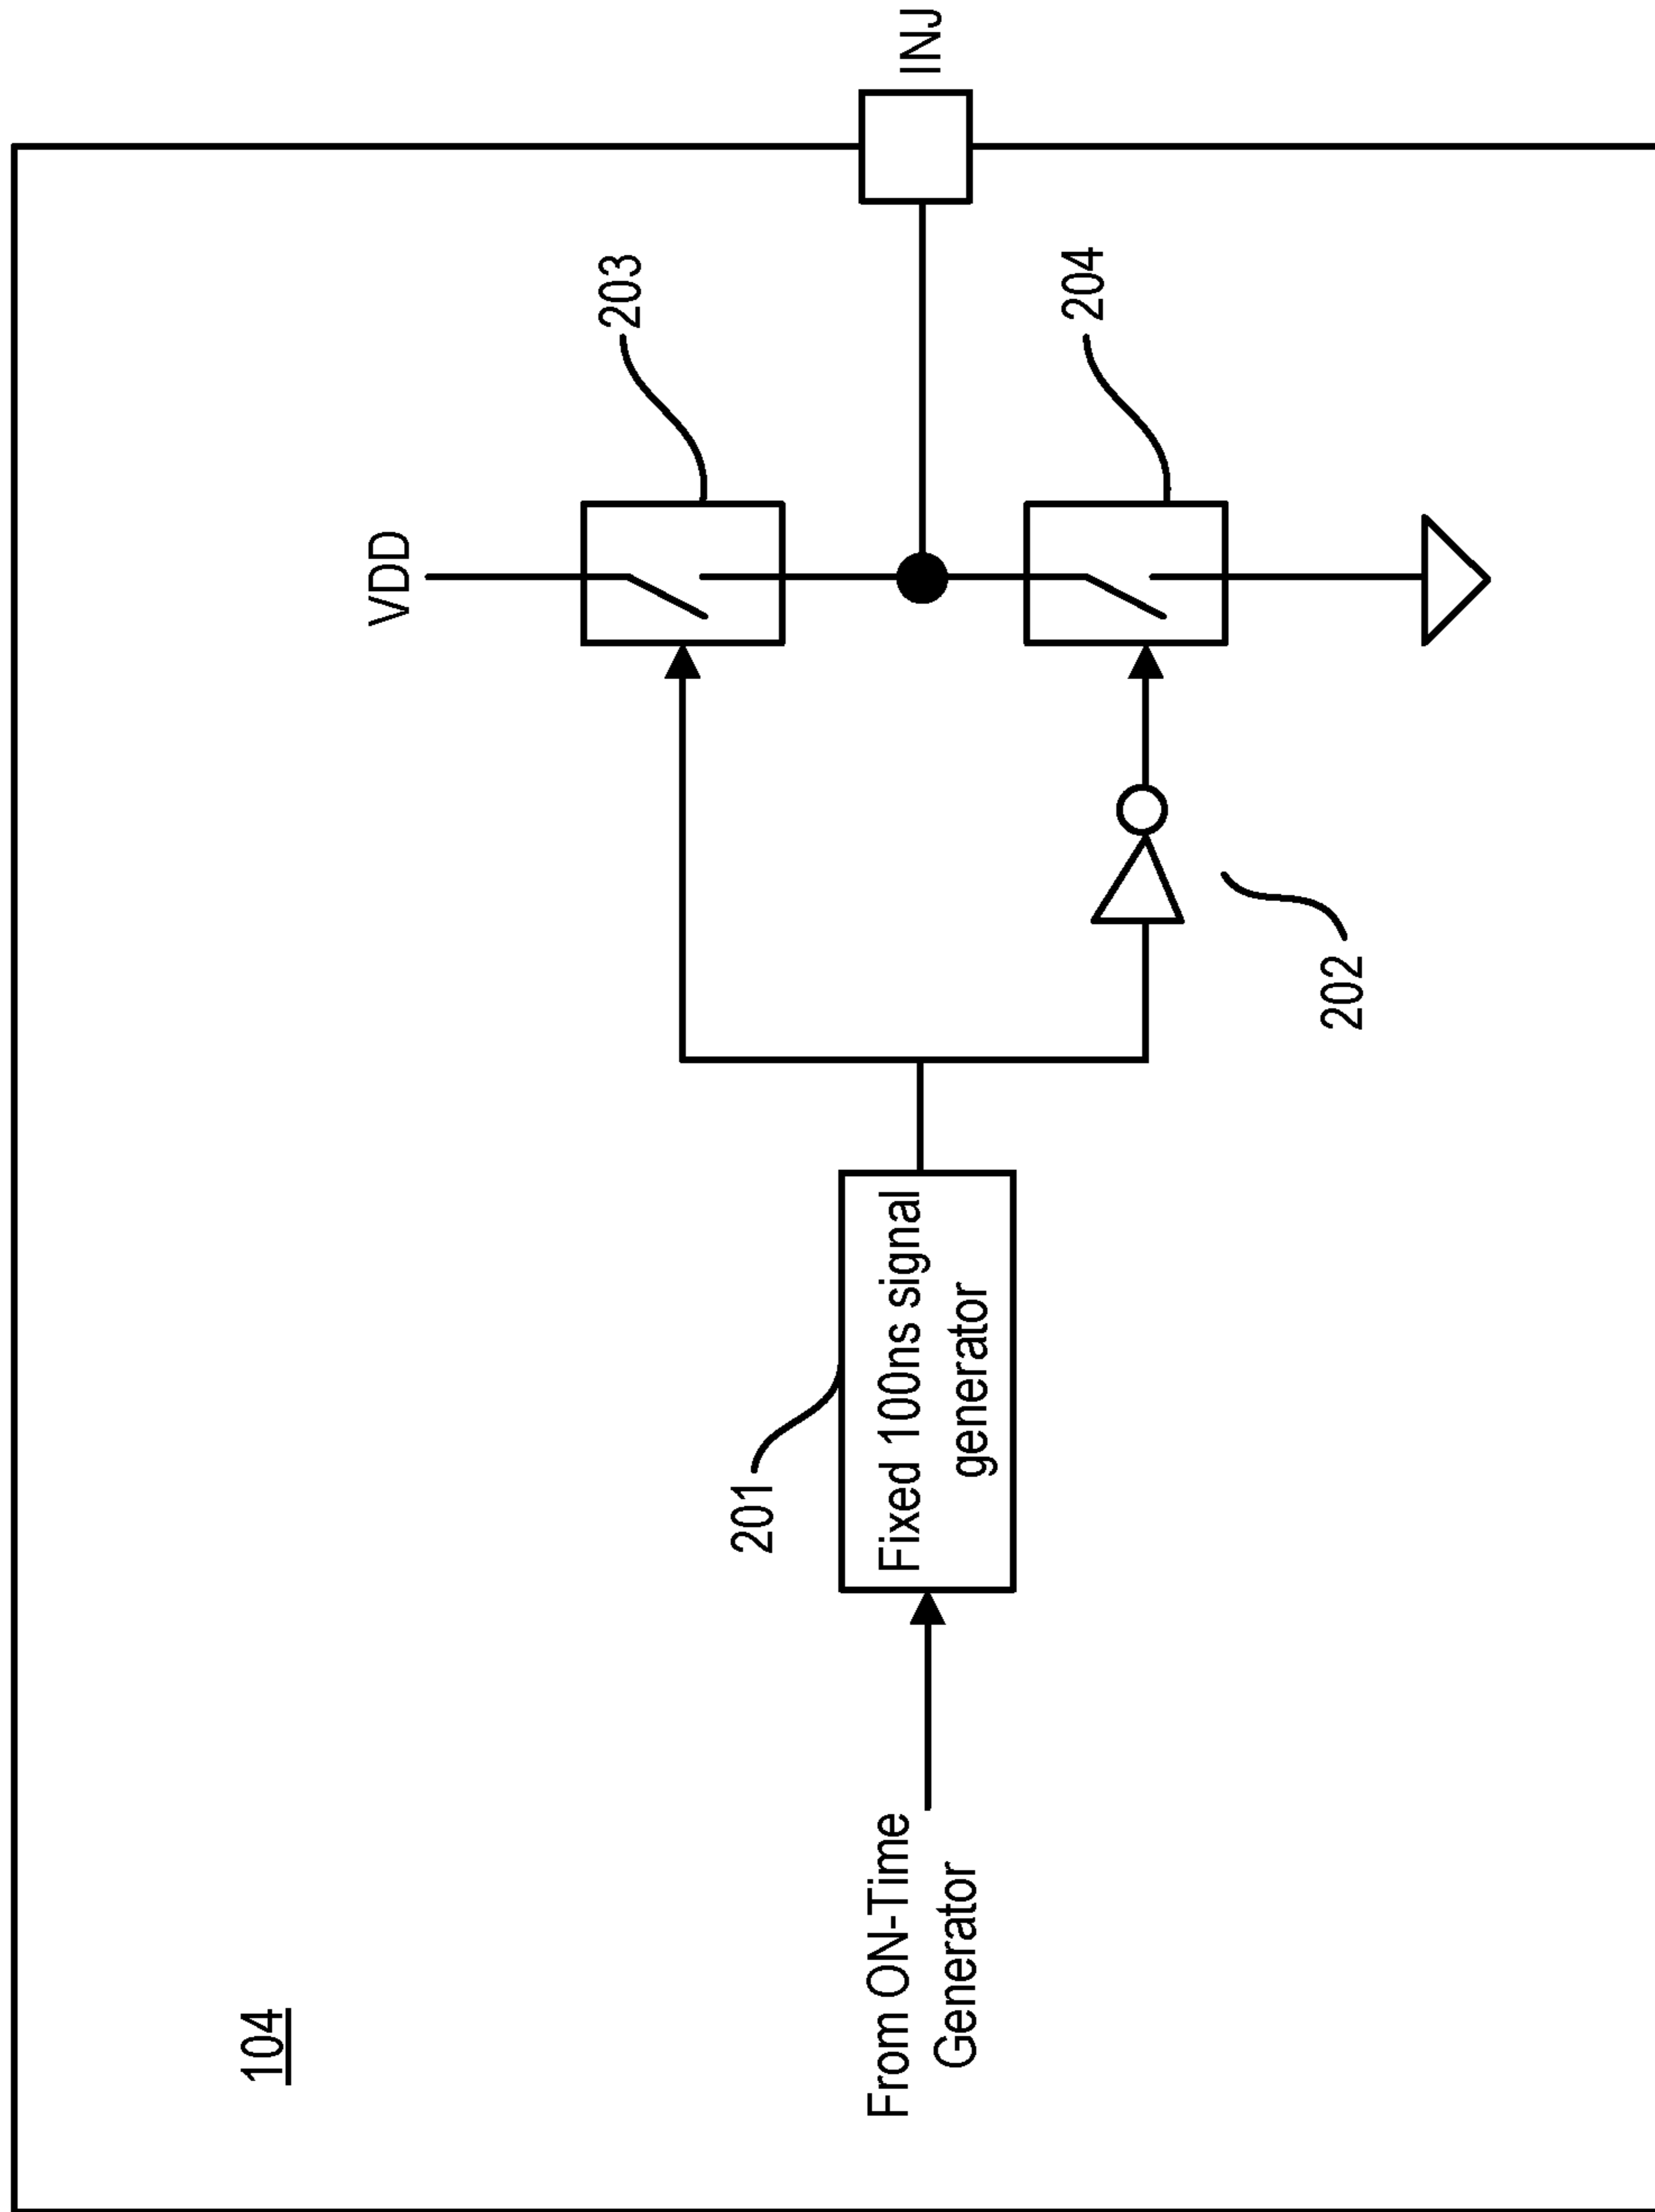 104
VDD
203
INJ
201
Fixed 100ns signal
generator
From ON-Time
Generator
204
202